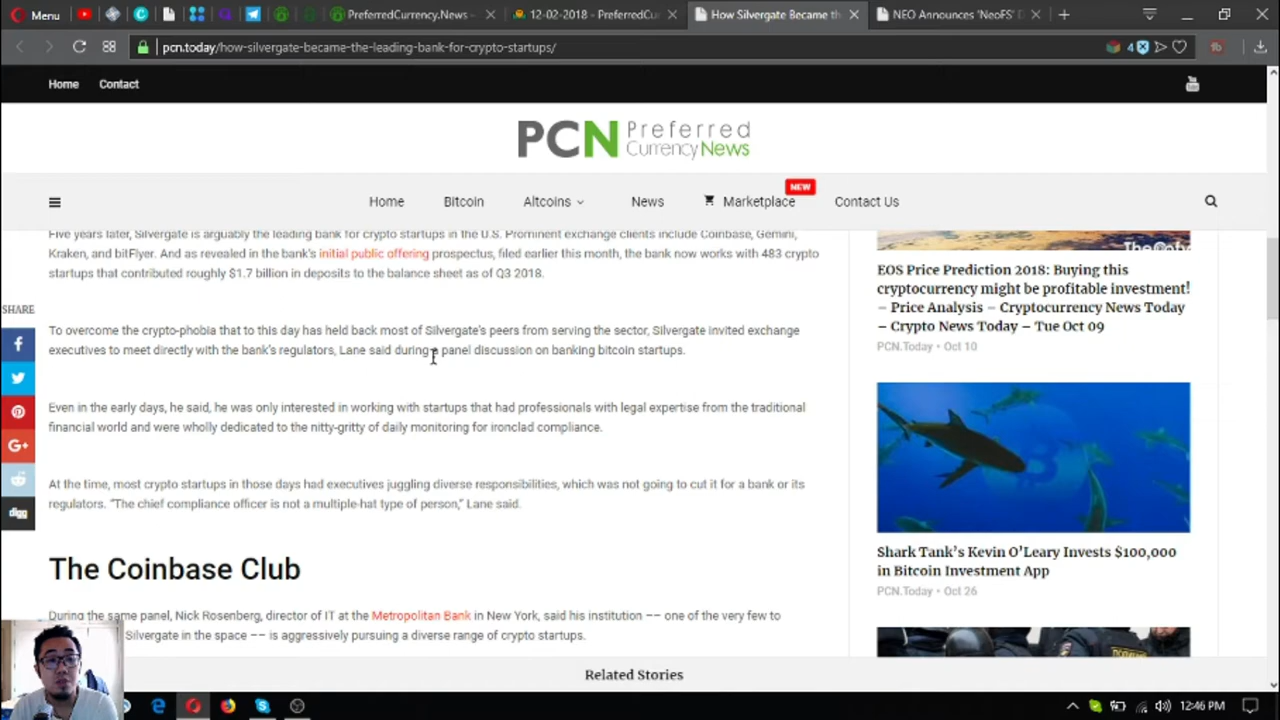 Menu
PreferredCurrency.News –
12-02-2018 - PreferredCu
How Silvergate Became th
NEO Announces 'NeoFS' D
pcn.today/how-silvergate-became-the-leading-bank-for-crypto-startups/
4
Home Contact
PCN Preferred
CurrencyNews
NEW
Home Bitcoin Altcoins News Marketplace Contact Us
Five years later, Silvergate is arguably the leading bank for crypto startups in the U.S. Prominent exchange clients include Coinbase, Gemini,
Kraken, and bitFlyer. And as revealed in the bank's initial public offering prospectus, filed earlier this month, the bank now works with 483 crypto
startups that contributed roughly $1.7 billion in deposits to the balance sheet as of Q3 2018.
SHARE
To overcome the crypto-phobia that to this day has held back most of Silvergate's peers from serving the sector, Silvergate invited exchange
executives to meet directly with the bank's regulators, Lane said during a panel discussion on banking bitcoin startups.
Even in the early days, he said, he was only interested in working with startups that had professionals with legal expertise from the traditional
financial world and were wholly dedicated to the nitty-gritty of daily monitoring for ironclad compliance.
G+
digg
At the time, most crypto startups in those days had executives juggling diverse responsibilities, which was not going to cut it for a bank or its
regulators. “The chief compliance officer is not a multiple-hat type of person,” Lane said.
The Coinbase Club
During the same panel, Nick Rosenberg, director of IT at the Metropolitan Bank in New York, said his institution –– one of the very few to
Silvergate in the space –– is aggressively pursuing a diverse range of crypto startups.
EOS Price Prediction 2018: Buying this
cryptocurrency might be profitable investment!
– Price Analysis – Cryptocurrency News Today
– Crypto News Today – Tue Oct 09
PCN.Today • Oct 10
Shark Tank's Kevin O'Leary Invests $100,000
in Bitcoin Investment App
PCN.Today • Oct 26
Related Stories
12:46 PM